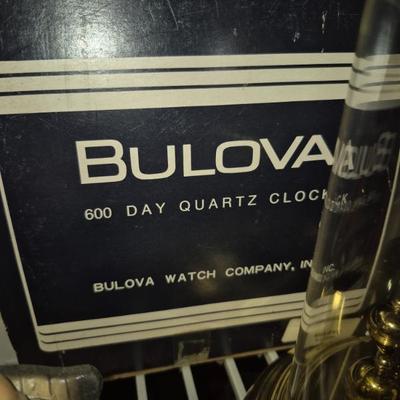 BULOVA
600 DAY QUARTZ CLOCK
BULOVA WATCH COMPANY, IN